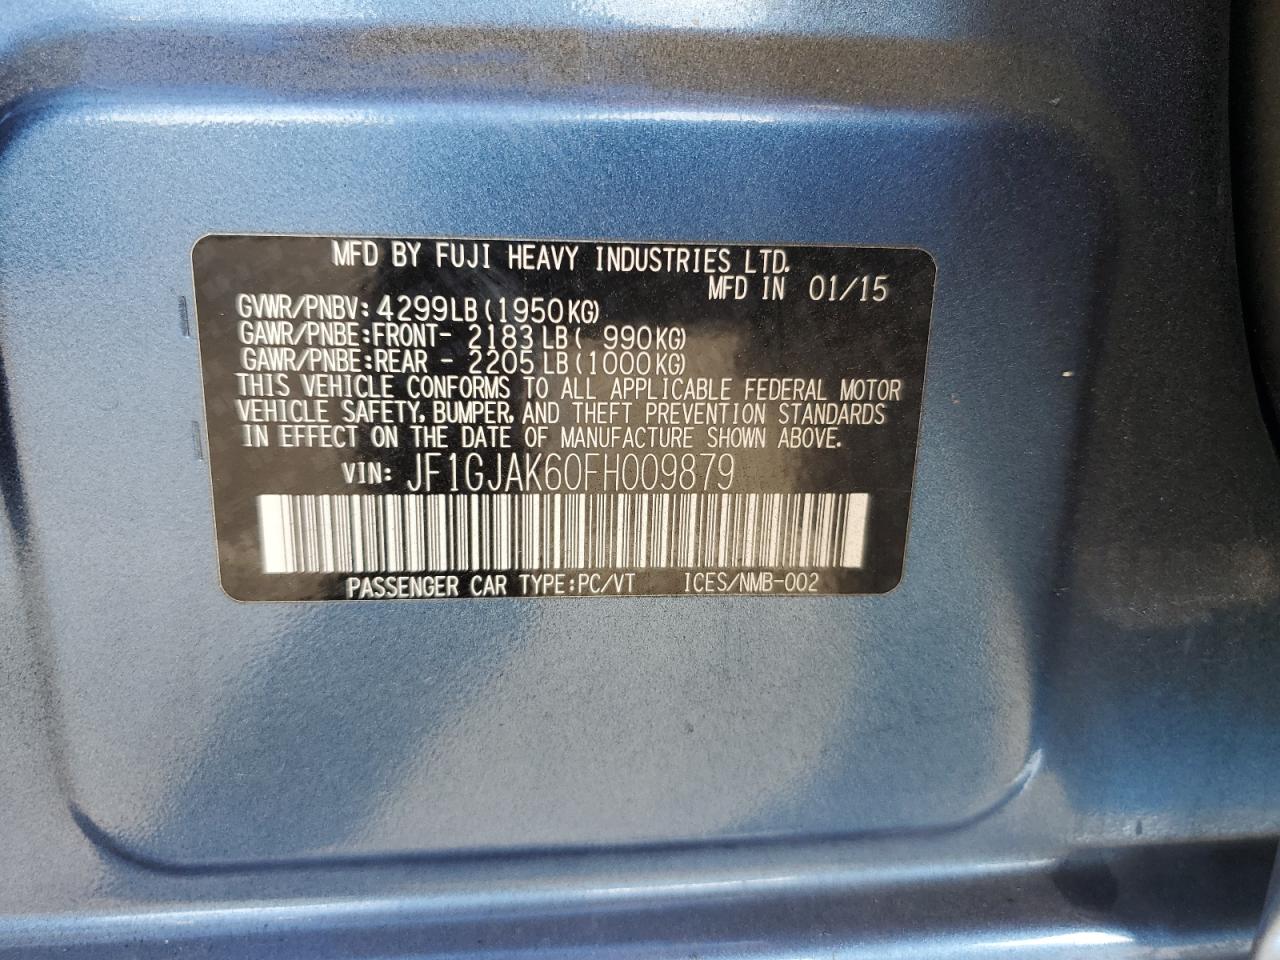 MFD BY FUJI HEAVY INDUSTRIES LTD.
MFD IN 01/15
GVWR/PNBV: 4299LB (1950KG)
GAWR/PNBE:FRONT- 2183 LB ( 990KG)
GAWR/PNBE:REAR - 2205 LB (1000KG)
THIS VEHICLE CONFORMS TO ALL APPLICABLE FEDERAL MOTOR
VEHICLE SAFETY, BUMPER, AND THEFT PREVENTION STANDARDS
IN EFFECT ON THE DATE OF MANUFACTURE SHOWN ABOVE.
VIN: JF1GJAK60FH009879
PASSENGER CAR TYPE:PC/VT ICES/NMB-002